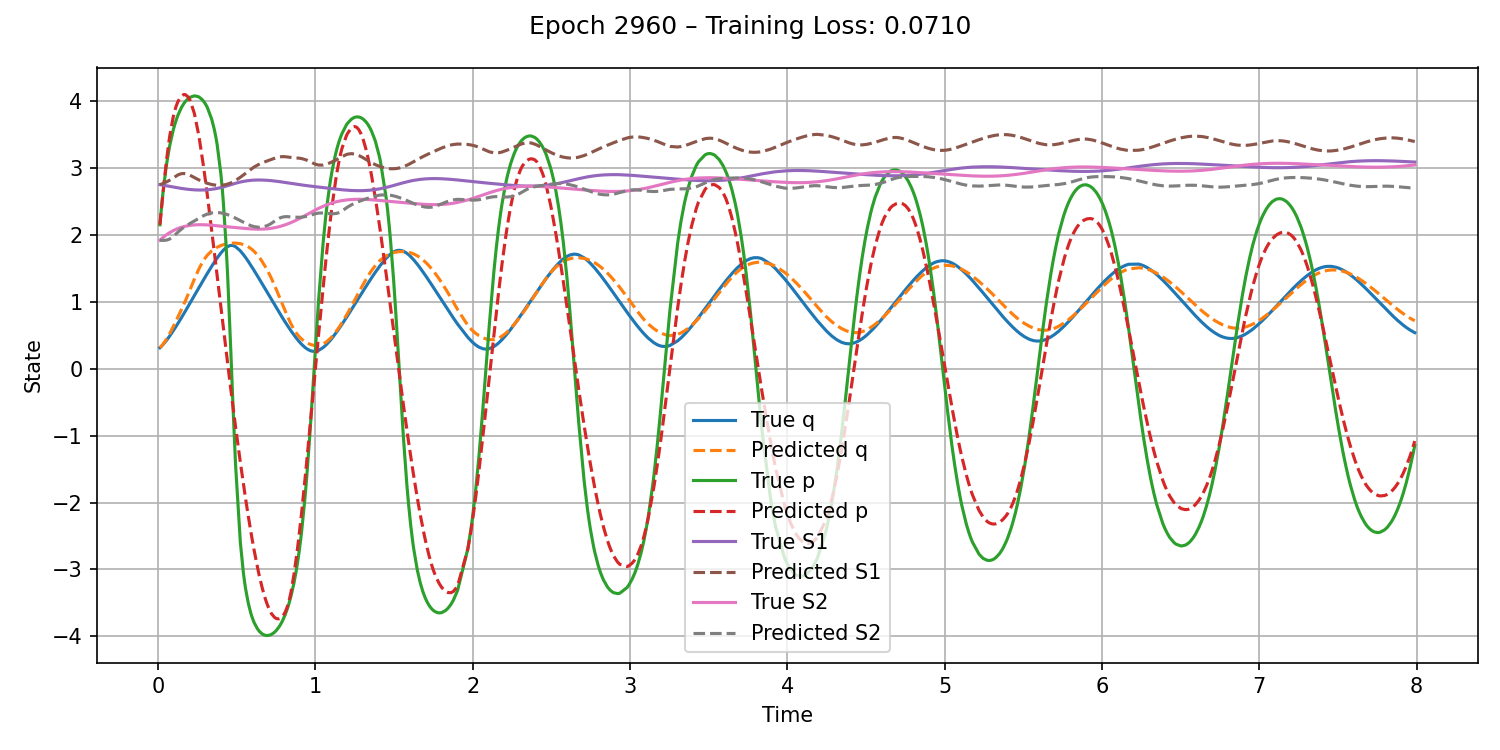 Epoch 2960 – Training Loss: 0.0710
4
3
2
1
0
−1
−2
−3
−4
State
True q
Predicted q
True p
Predicted p
True S1
Predicted S1
True S2
Predicted S2
0 1 2 3 4 5 6 7 8
Time